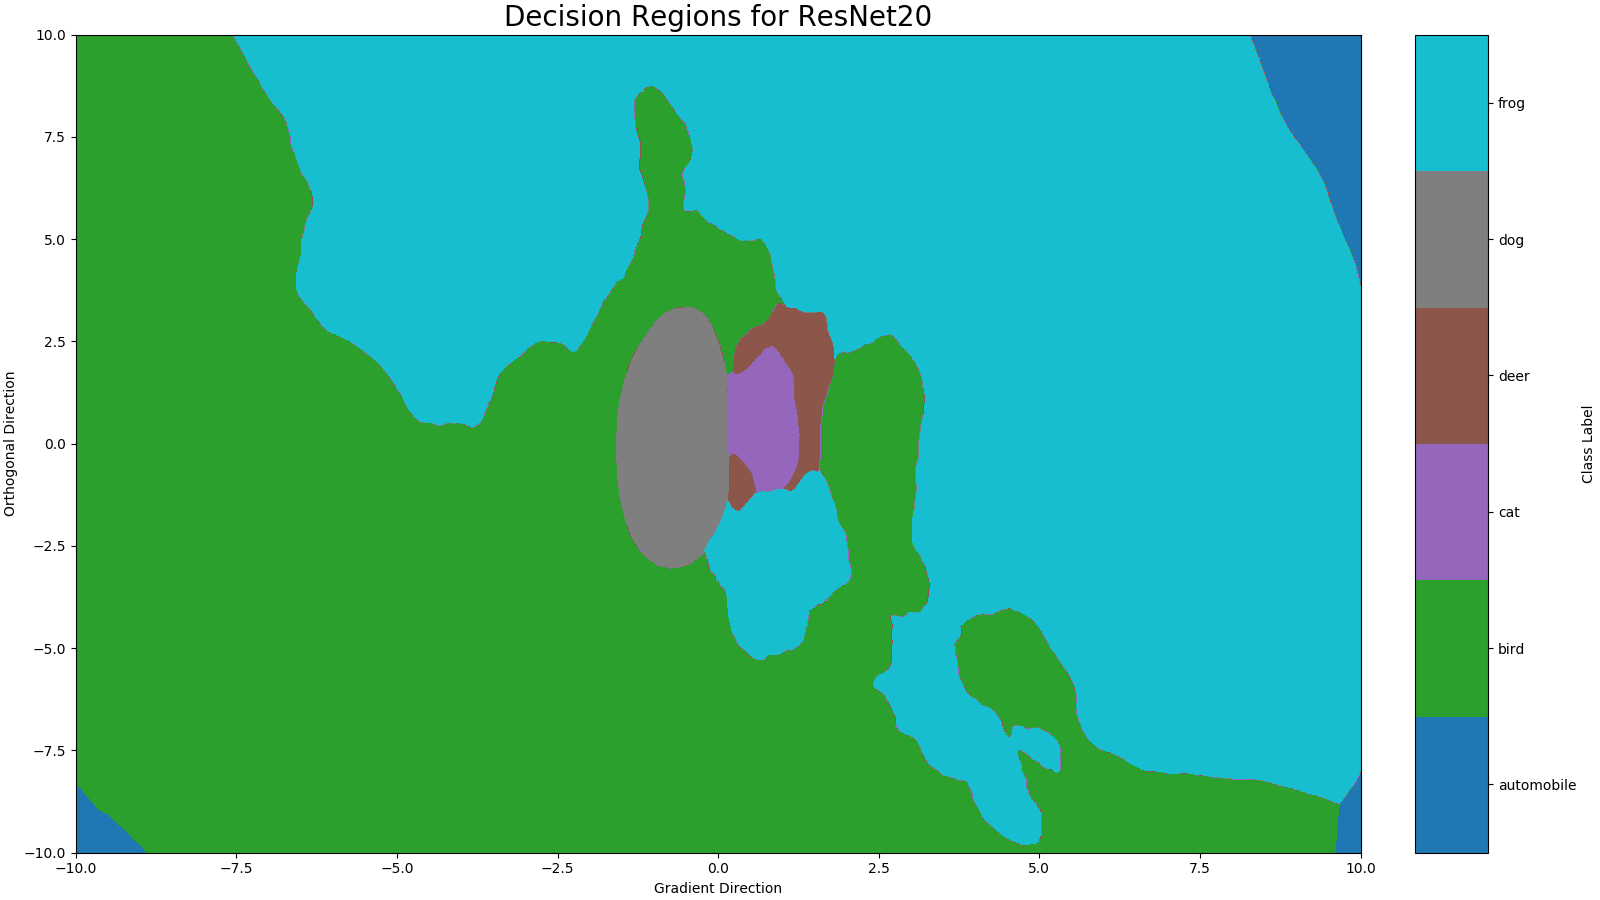 Decision Regions for ResNet20
10.0
7.5
5.0
2.5
0.0
−2.5
−5.0
−7.5
−10.0
Orthogonal Direction
−10.0 −7.5 −5.0 −2.5 0.0 2.5 5.0 7.5 10.0
Gradient Direction
frog
dog
deer
cat
bird
automobile
Class Label